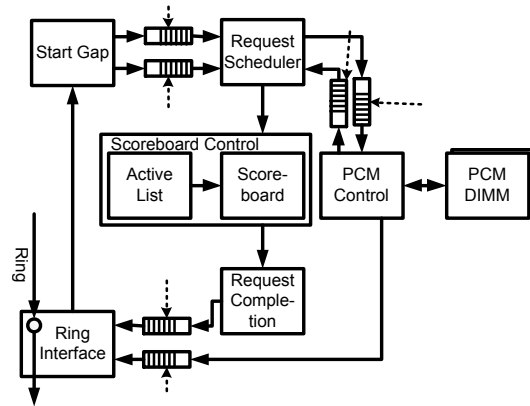 Start Gap
Request
Scheduler
Scoreboard Control
Active
List
Score-
board
PCM
Control
PCM
DIMM
Ring
Request
Comple-
tion
Ring
Interface